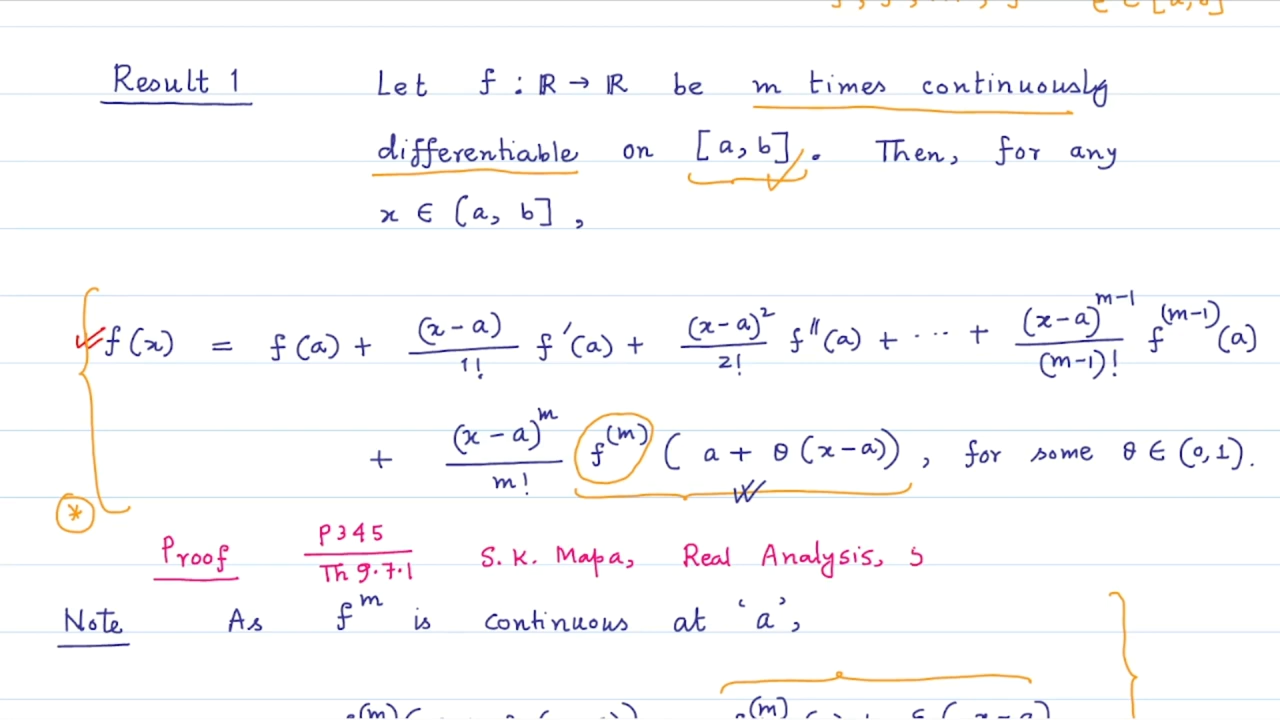 Result 1 Let f : ℝ → ℝ be m times continuously
differentiable on [a, b]. Then, for any
x ∈ (a, b],
f(x) = f(a) + (x-a)/1! f′(a) + (x-a)²/2! f″(a) + ⋯ + (x-a)^(m-1)/(m-1)! f^(m-1)(a)
+ (x-a)^m/m! f^(m) (a + θ(x-a)), for some θ ∈ (0,1).
*
Proof P345 / Th 9.7.1 S.K. Mapa, Real Analysis, 5
Note As f^m is continuous at 'a',